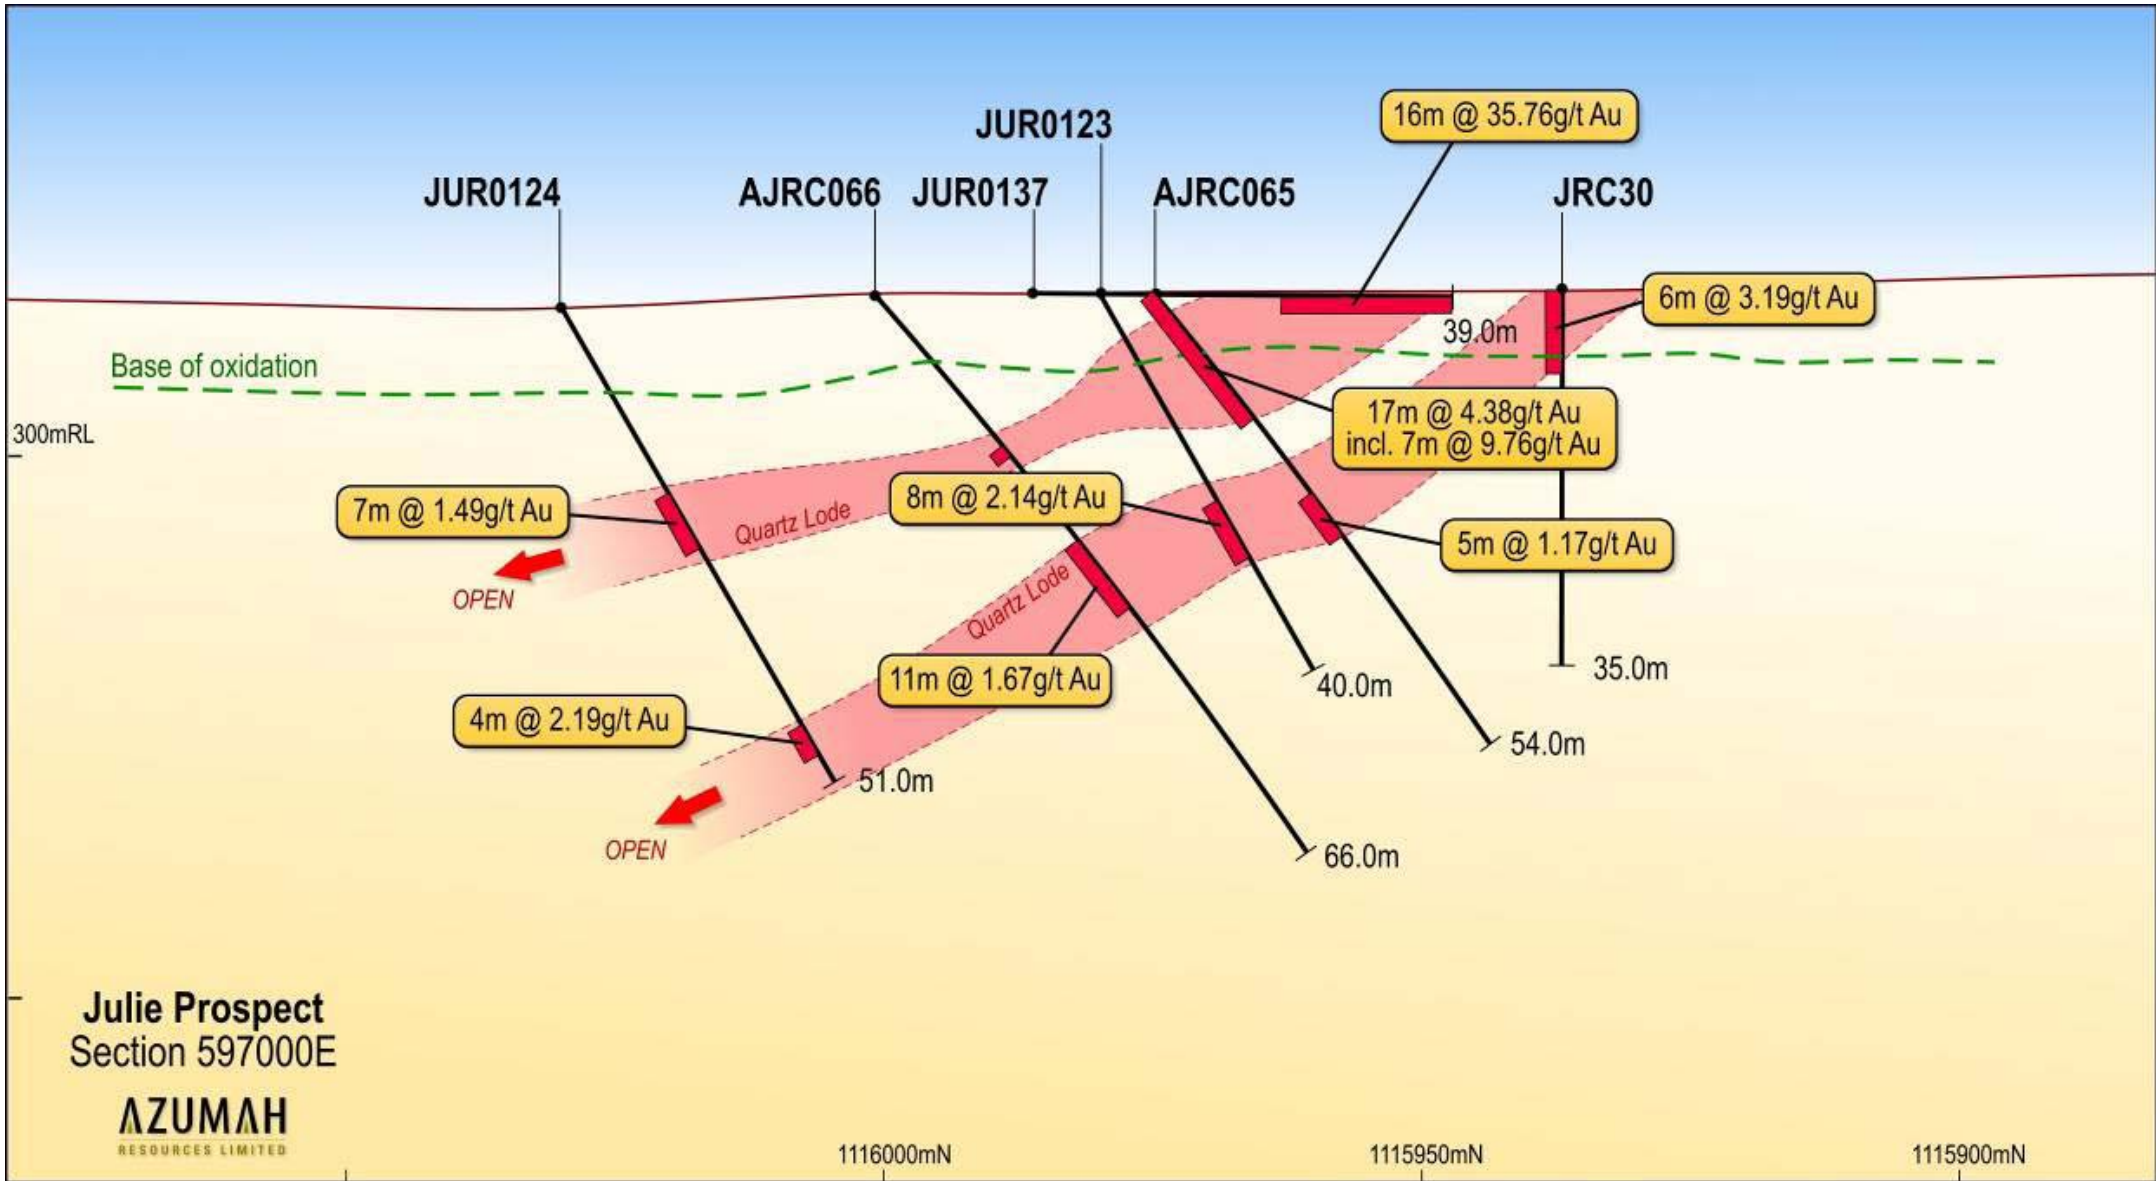 16m @ 35.76g/t Au
JUR0123
JUR0124
AJRC066
JUR0137
AJRC065
JRC30
6m @ 3.19g/t Au
39.0m
Base of oxidation
17m @ 4.38g/t Au
incl. 7m @ 9.76g/t Au
300mRL
8m @ 2.14g/t Au
7m @ 1.49g/t Au
Quartz Lode
5m @ 1.17g/t Au
OPEN
Quartz Lode
11m @ 1.67g/t Au
35.0m
40.0m
4m @ 2.19g/t Au
54.0m
51.0m
OPEN
66.0m
Julie Prospect
Section 597000E
AZUMAH
RESOURCES LIMITED
1116000mN
1115950mN
1115900mN